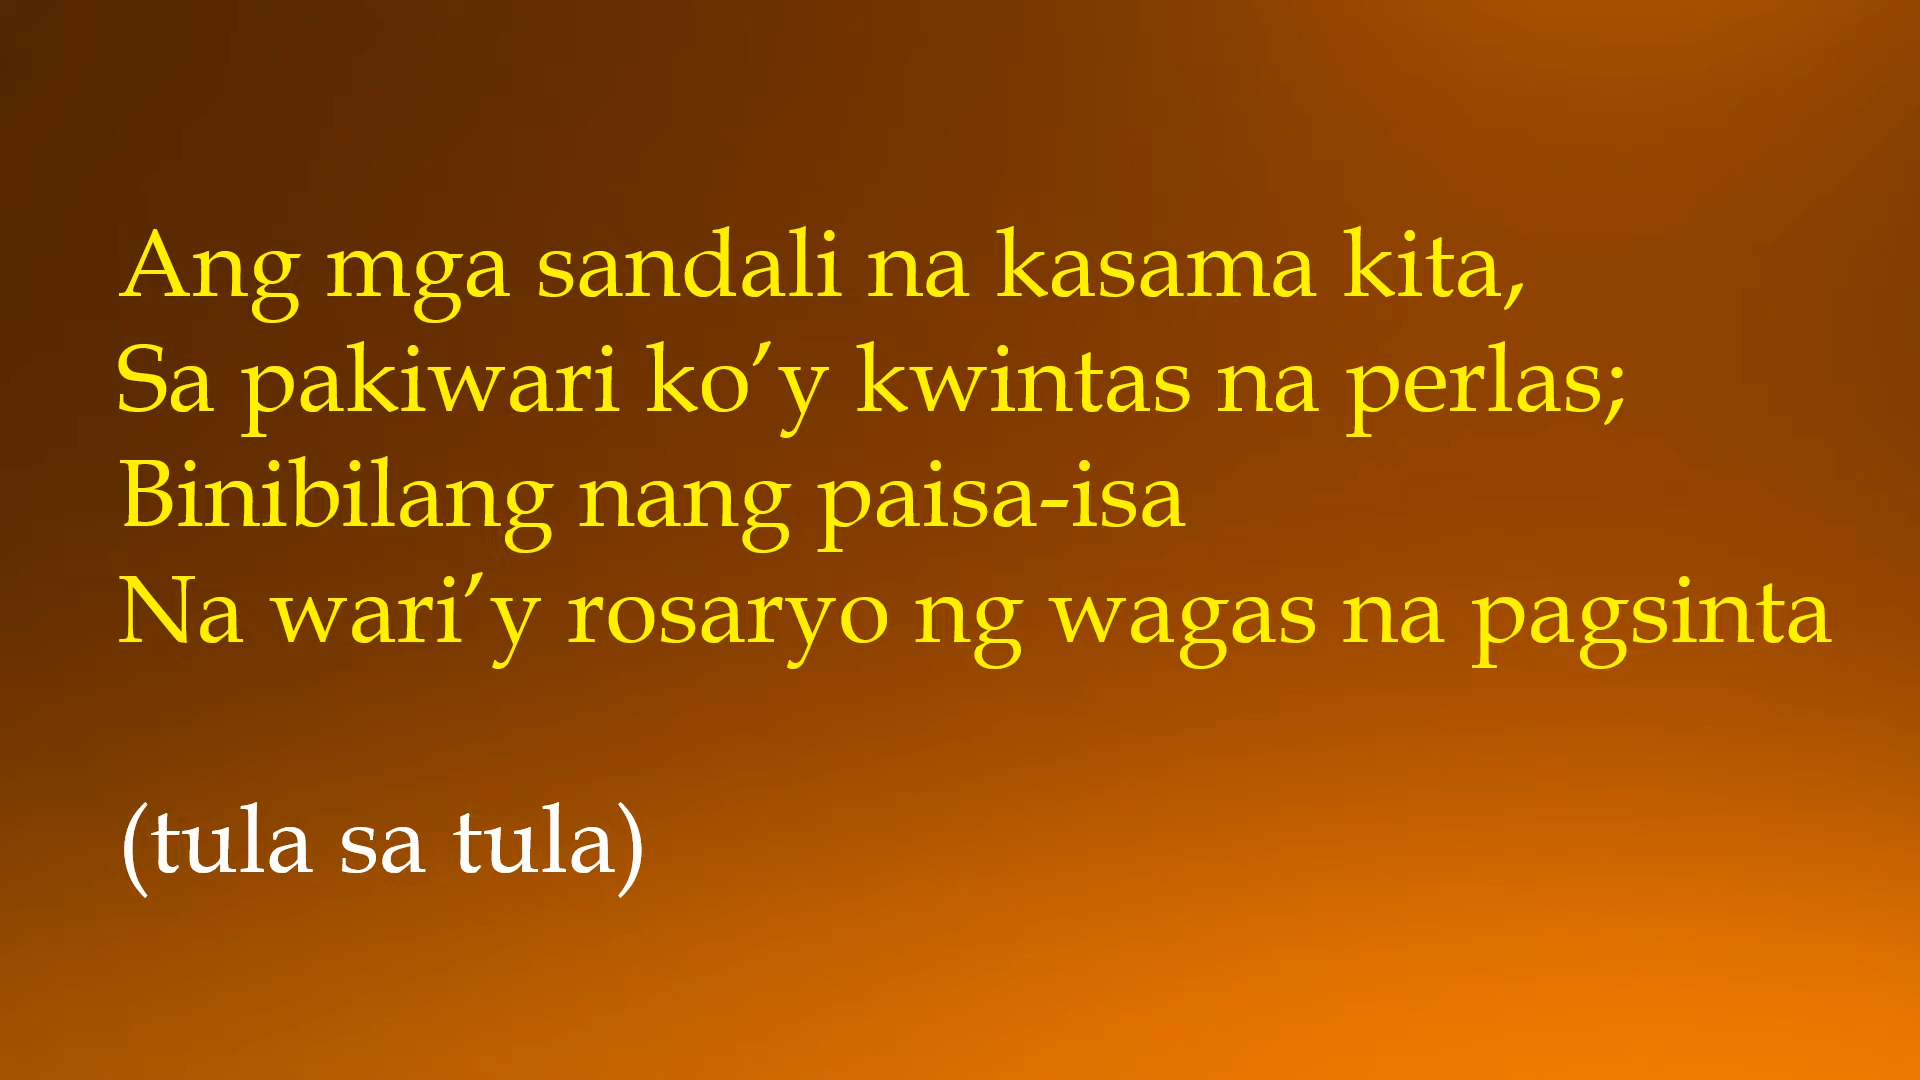 Ang mga sandali na kasama kita,
Sa pakiwari ko’y kwintas na perlas;
Binibilang nang paisa-isa
Na wari’y rosaryo ng wagas na pagsinta
(tula sa tula)